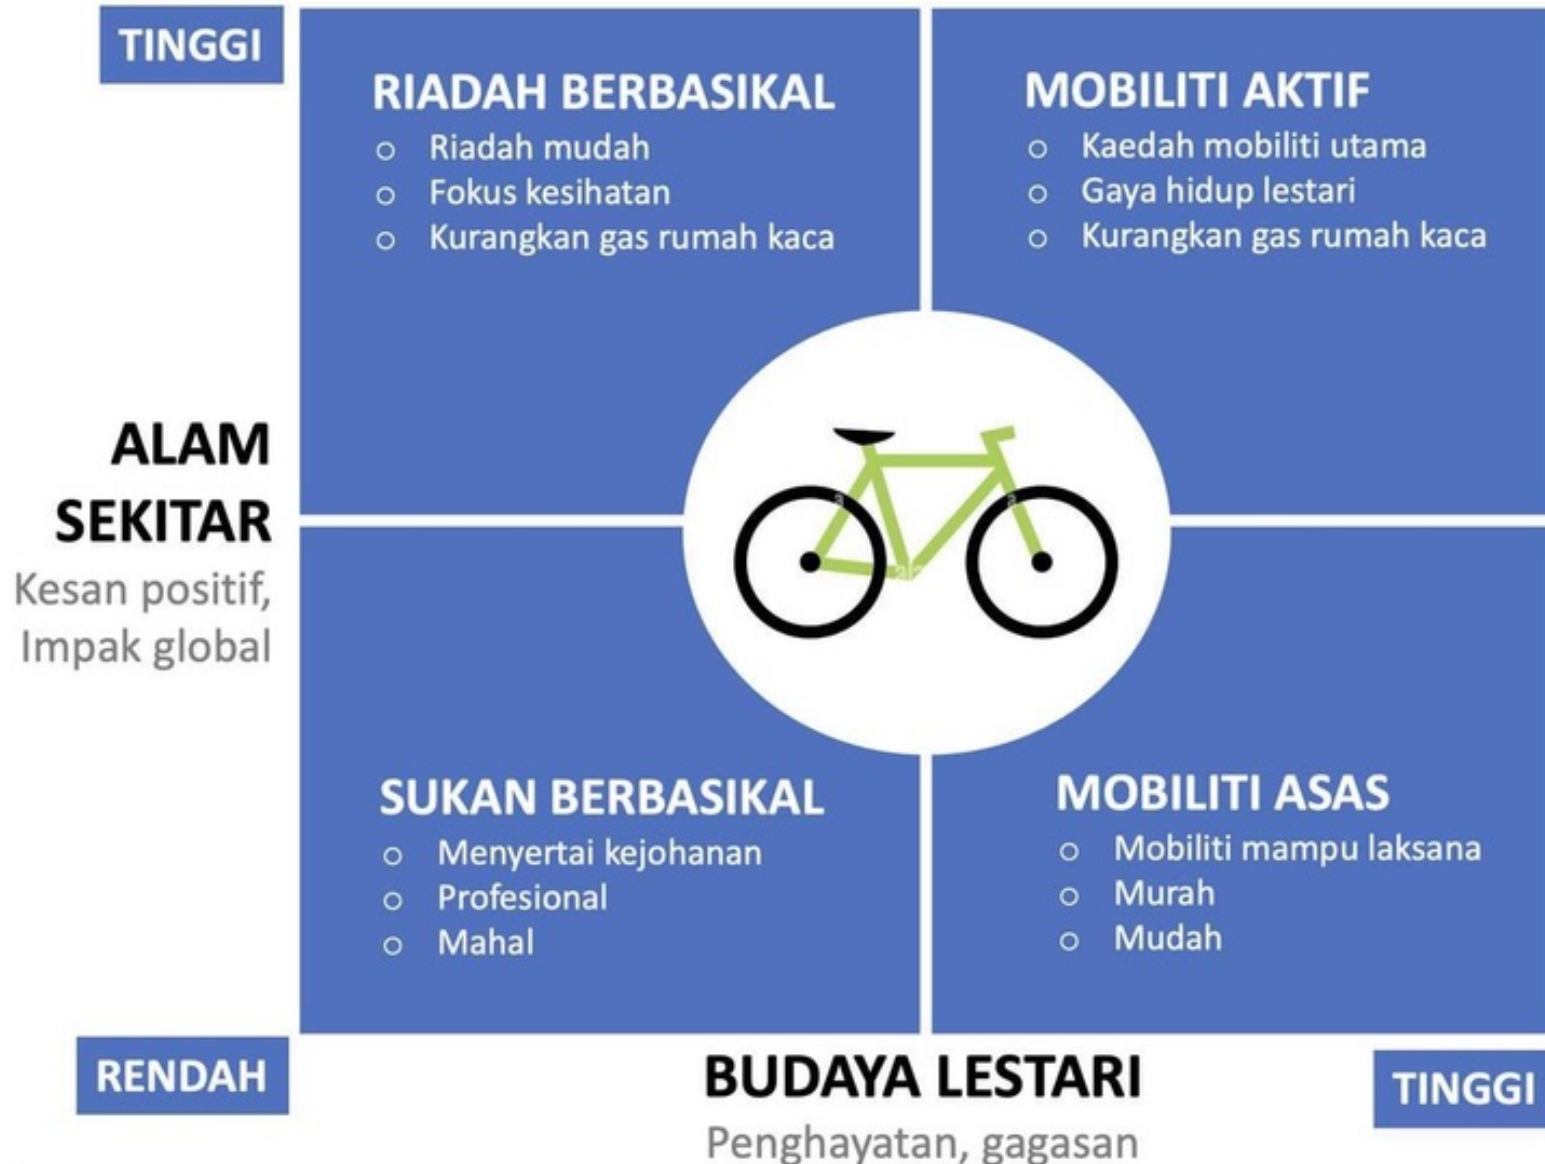 TINGGI
RIADAH BERBASIKAL
○ Riadah mudah
○ Fokus kesihatan
○ Kurangkan gas rumah kaca
MOBILITI AKTIF
○ Kaedah mobiliti utama
○ Gaya hidup lestari
○ Kurangkan gas rumah kaca
ALAM
SEKITAR
Kesan positif,
Impak global
SUKAN BERBASIKAL
○ Menyertai kejohanan
○ Profesional
○ Mahal
MOBILITI ASAS
○ Mobiliti mampu laksana
○ Murah
○ Mudah
RENDAH
BUDAYA LESTARI
Penghayatan, gagasan
TINGGI